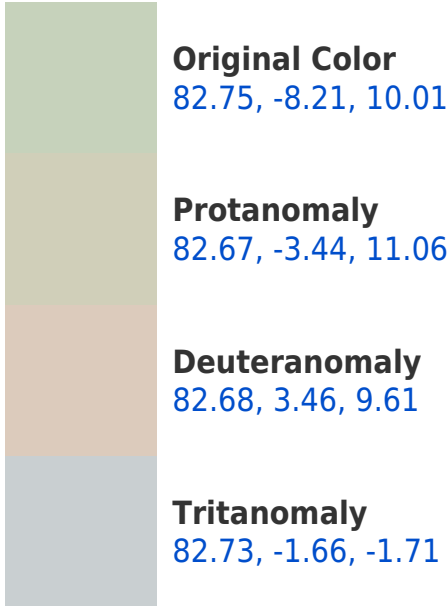 Original Color
82.75, -8.21, 10.01
Protanomaly
82.67, -3.44, 11.06
Deuteranomaly
82.68, 3.46, 9.61
Tritanomaly
82.73, -1.66, -1.71